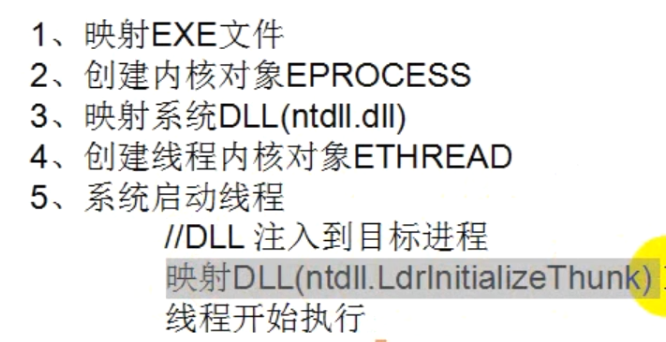 1、映射EXE文件
2、创建内核对象EPROCESS
3、映射系统DLL(ntdll.dll)
4、创建线程内核对象ETHREAD
5、系统启动线程
//DLL 注入到目标进程
映射DLL(ntdll.LdrInitializeThunk)
线程开始执行